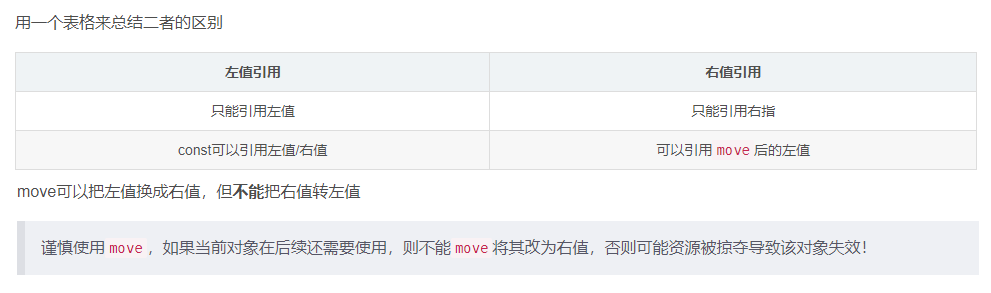 用一个表格来总结二者的区别
左值引用 右值引用
只能引用左值 只能引用右指
const可以引用左值/右值 可以引用 move 后的左值
move可以把左值换成右值，但不能把右值转左值
谨慎使用 move ，如果当前对象在后续还需要使用，则不能 move 将其改为右值，否则可能资源被掠夺导致该对象失效！